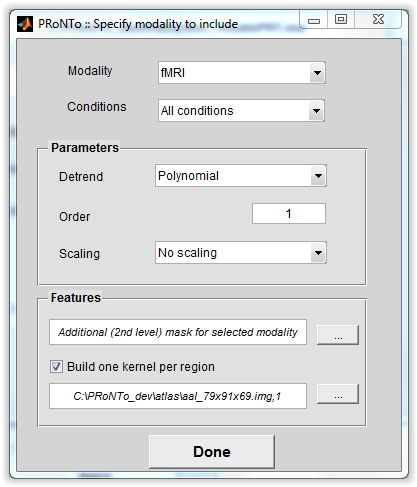 PRoNTo :: Specify modality to include
Modality
fMRI
Conditions
All conditions
Parameters
Detrend
Polynomial
Order
1
Scaling
No scaling
Features
Additional (2nd level) mask for selected modality
...
Build one kernel per region
C:\PRoNTo_dev\atlas\aal_79x91x69.img,1
...
Done